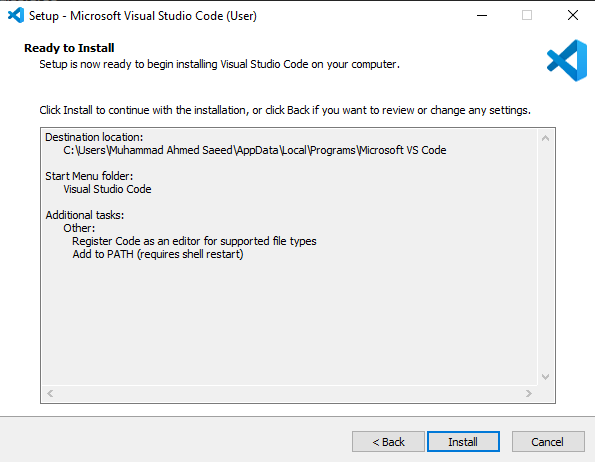 Setup - Microsoft Visual Studio Code (User)
Ready to Install
Setup is now ready to begin installing Visual Studio Code on your computer.
Click Install to continue with the installation, or click Back if you want to review or change any settings.
Destination location:
C:\Users\Muhammad Ahmed Saeed\AppData\Local\Programs\Microsoft VS Code
Start Menu folder:
Visual Studio Code
Additional tasks:
Other:
Register Code as an editor for supported file types
Add to PATH (requires shell restart)
< Back
Install
Cancel